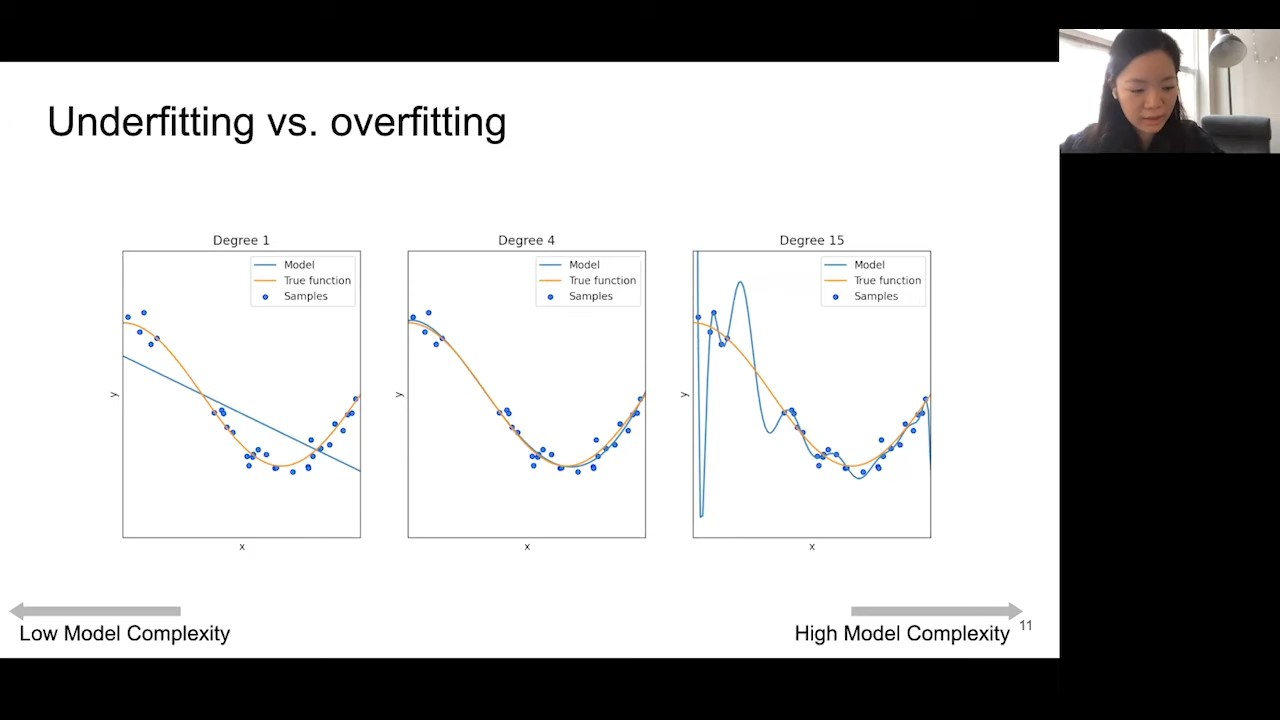 Underfitting vs. overfitting
Degree 1
Model
True function
Samples
y
x
Degree 4
Model
True function
Samples
y
x
Degree 15
Model
True function
Samples
y
x
Low Model Complexity
High Model Complexity
11